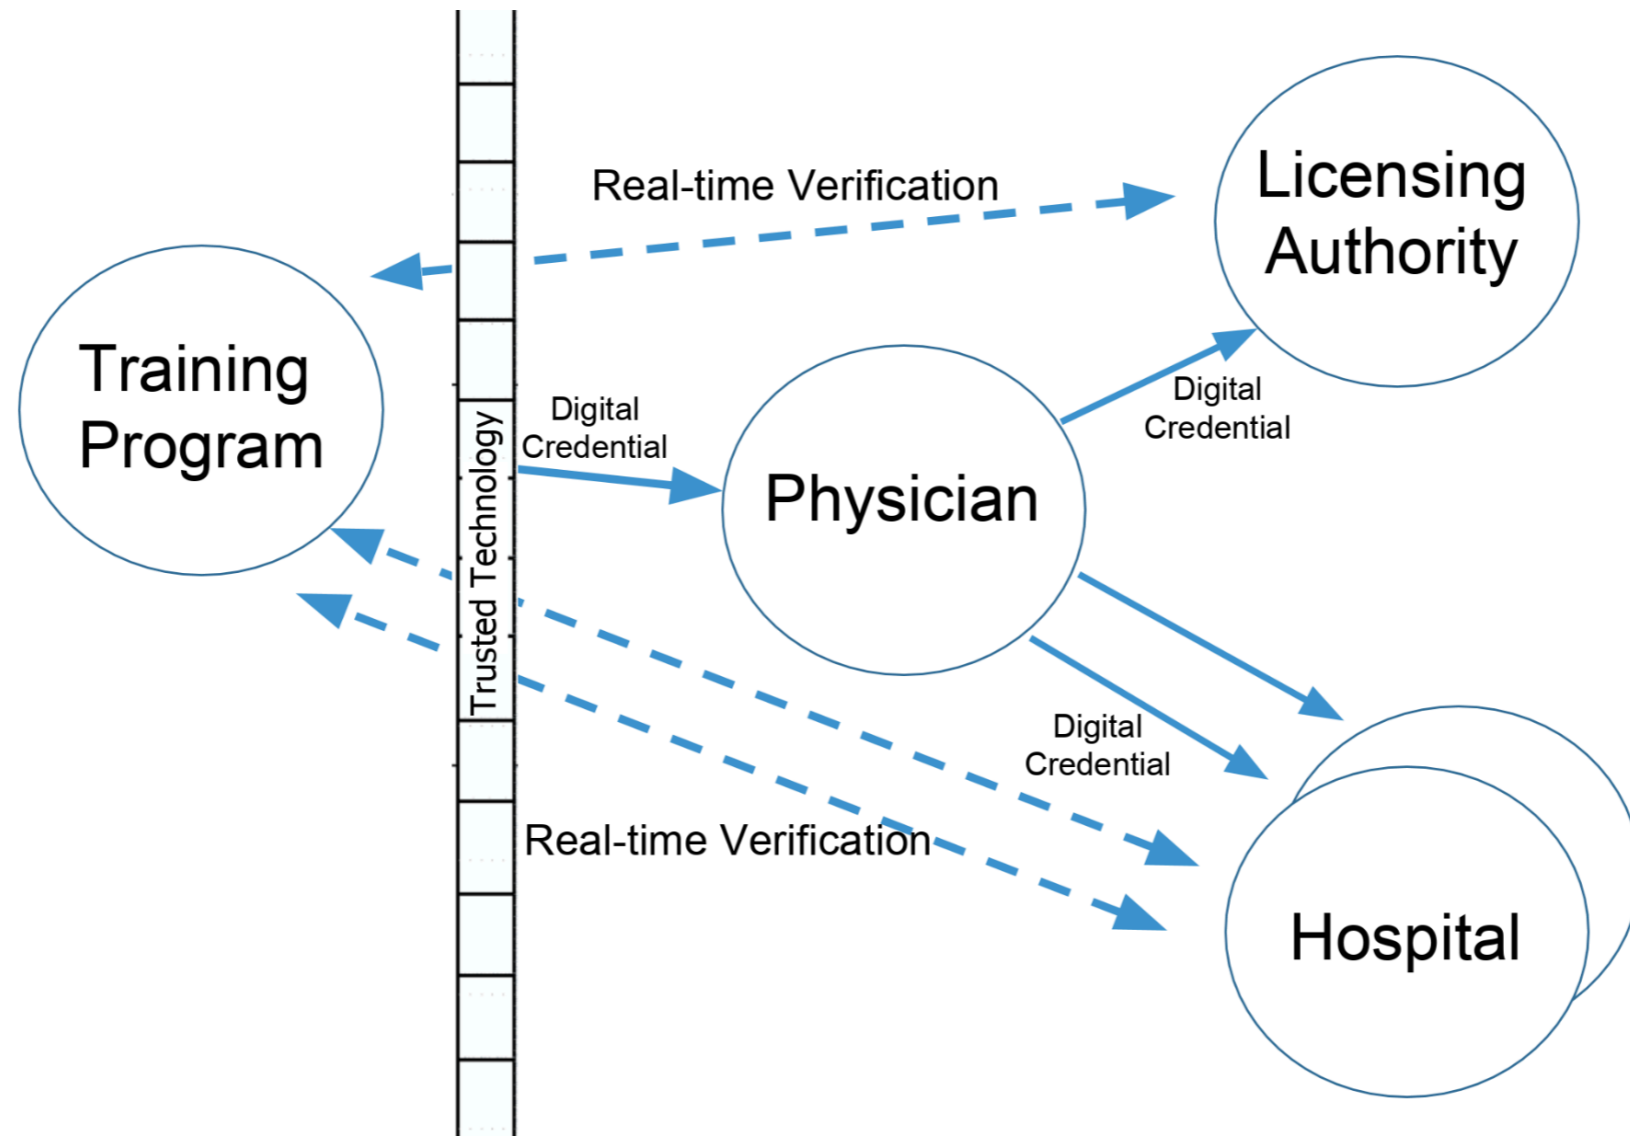 Real-time Verification
Licensing
Authority
Training
Program
Digital
Credential
Digital
Credential
Physician
Trusted Technology
Digital
Credential
Real-time Verification
Hospital